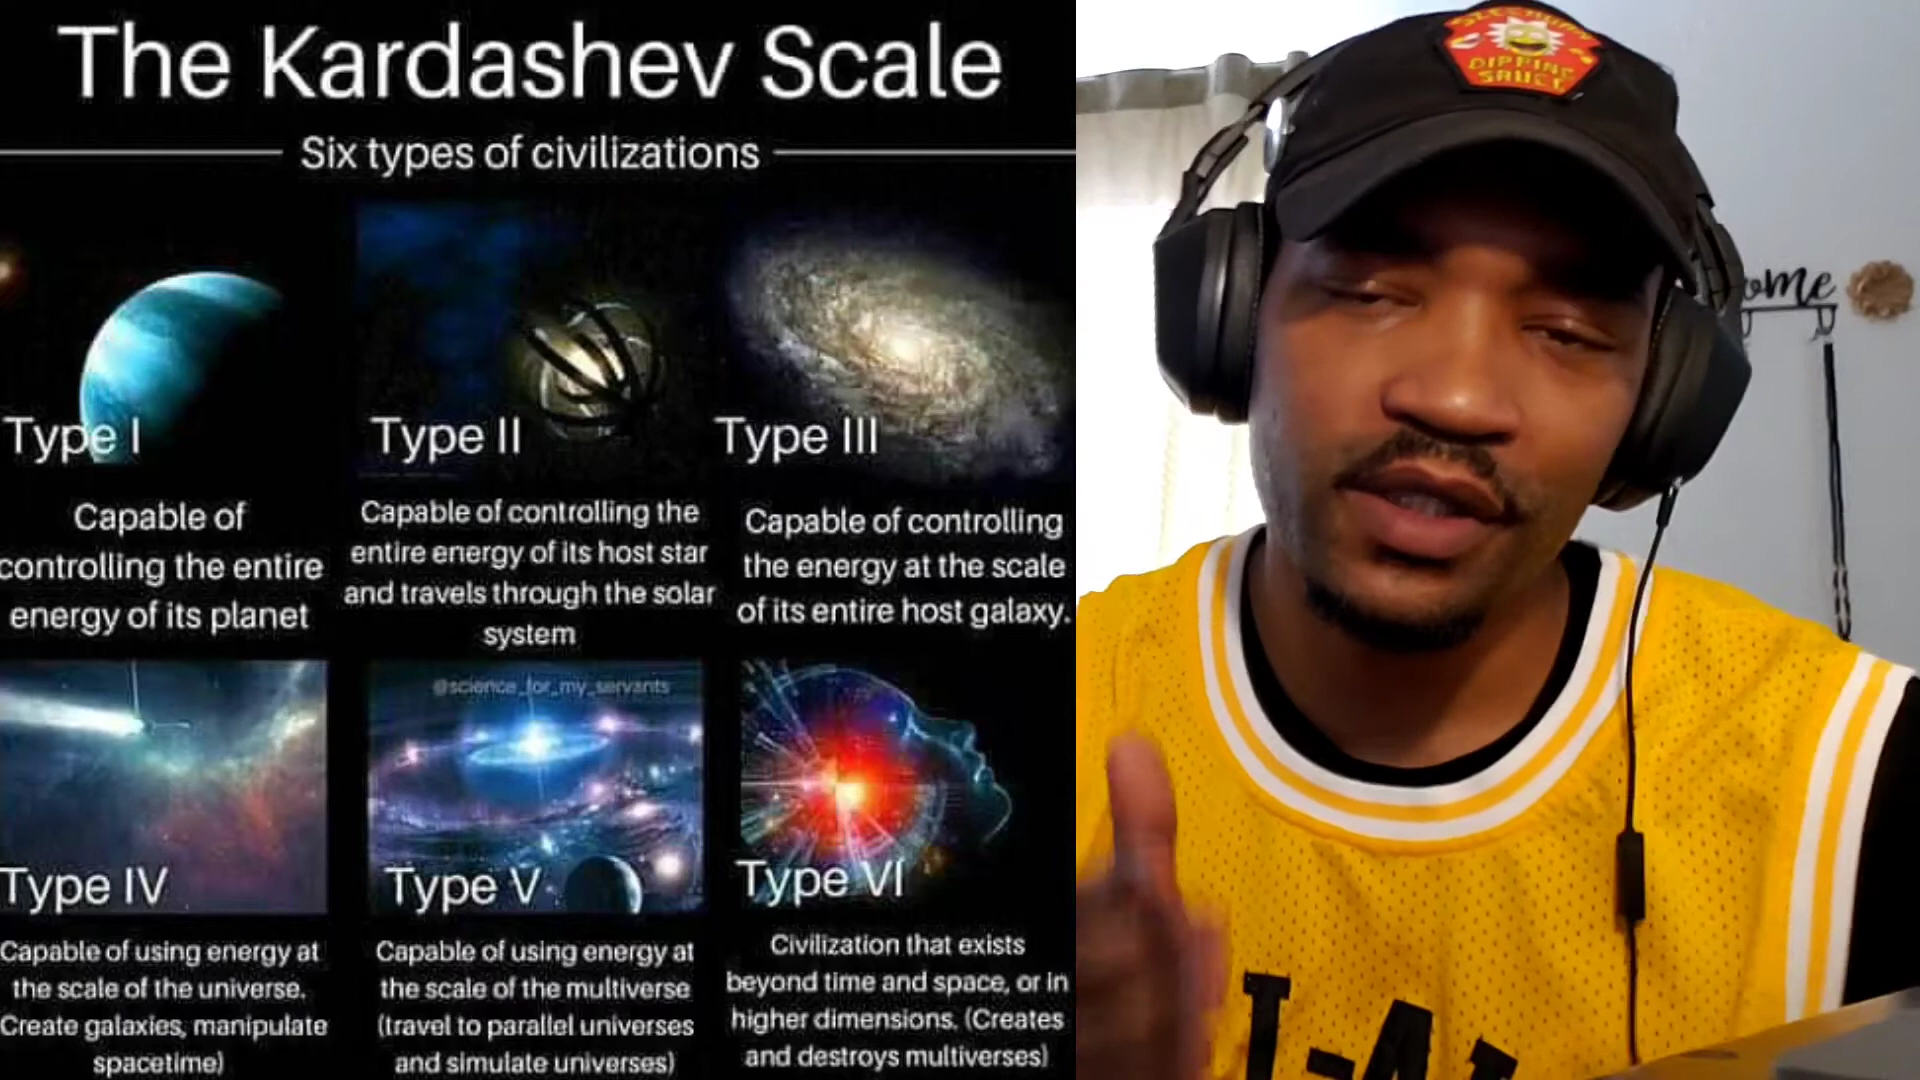 The Kardashev Scale
Six types of civilizations
Type I
Capable of
controlling the entire
energy of its planet
Type II
Capable of controlling the
entire energy of its host star
and travels through the solar
system
Type III
Capable of controlling
the energy at the scale
of its entire host galaxy.
Type IV
Capable of using energy at
the scale of the universe.
Create galaxies, manipulate
spacetime)
@science_for_my_servants
Type V
Capable of using energy at
the scale of the multiverse
(travel to parallel universes
and simulate universes)
Type VI
Civilization that exists
beyond time and space, or in
higher dimensions. (Creates
and destroys multiverses)
SZECHUAN
DIPPING
SAUCE
ome